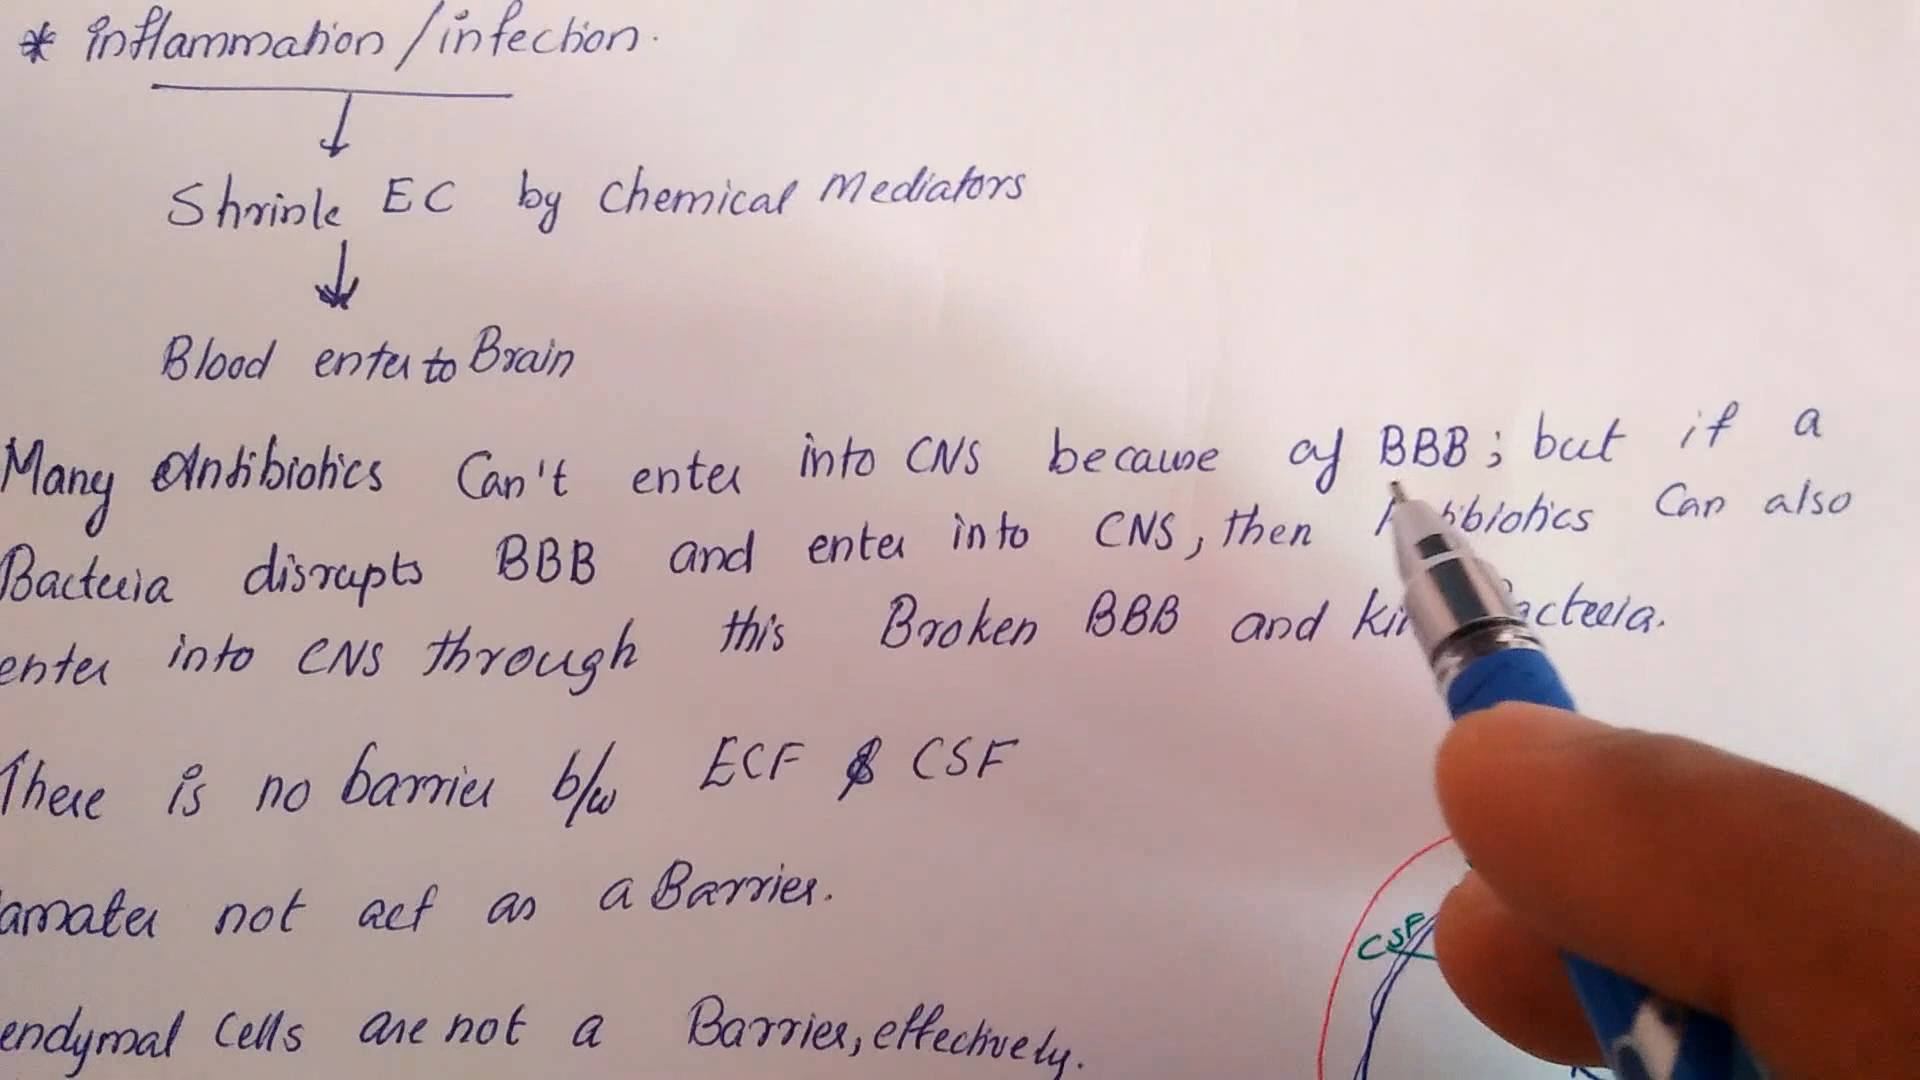 * inflammation/infection.
Shrink EC by chemical Mediators
Blood enter to Brain
Many Antibiotics Can't enter into CNS because of BBB; but if a
Bacteria disrupts BBB and enter into CNS, then Can also
enter into CNS through this Broken BBB and
There is no barrier b/w ECF & CSF
not act as a Barrier.
Cells are not a Barrier, effectively.
CSF